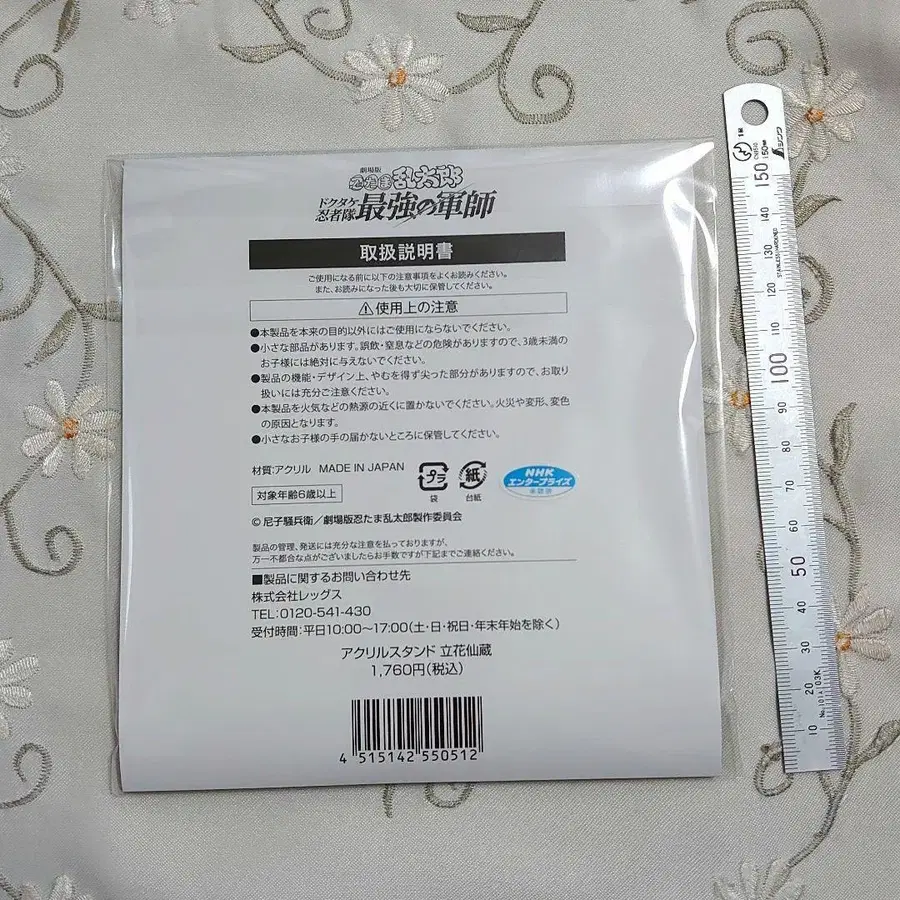 劇場版
忍たま乱太郎
ドクタケ忍者隊 最強の軍師
取扱説明書
ご使用になる前に以下の注意事項をよくお読みください。
また、お読みになった後も大切に保管してください。
⚠使用上の注意
●本製品を本来の目的以外にはご使用にならないでください。
●小さな部品があります。誤飲・窒息などの危険がありますので、3歳未満の
お子様には絶対に与えないでください。
●製品の機能・デザイン上、やむを得ず尖った部分がありますので、お取り
扱いには充分ご注意ください。
●本製品を火気などの熱源の近くに置かないでください。火災や変形、変色
の原因となります。
●小さなお子様の手の届かないところに保管してください。
材質:アクリル MADE IN JAPAN
プラ
袋
紙
台紙
NHK
エンタープライズ
対象年齢6歳以上
© 尼子騒兵衛／劇場版忍たま乱太郎製作委員会
製品の管理、発送には充分な注意を払っておりますが、
万一不都合な点がございましたらお手数ですが下記までご連絡ください。
■製品に関するお問い合わせ先
株式会社レッグス
TEL:0120-541-430
受付時間:平日10:00〜17:00(土・日・祝日・年末年始を除く)
アクリルスタンド 立花仙蔵
1,760円(税込)
4 515142 550512
シンワ
150mm
STAINLESS HARDENED
150
140
130
120
110
100
90
80
70
60
50
40
30
20
10